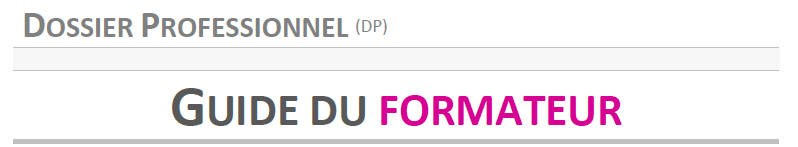 DOSSIER PROFESSIONNEL (DP)
GUIDE DU FORMATEUR